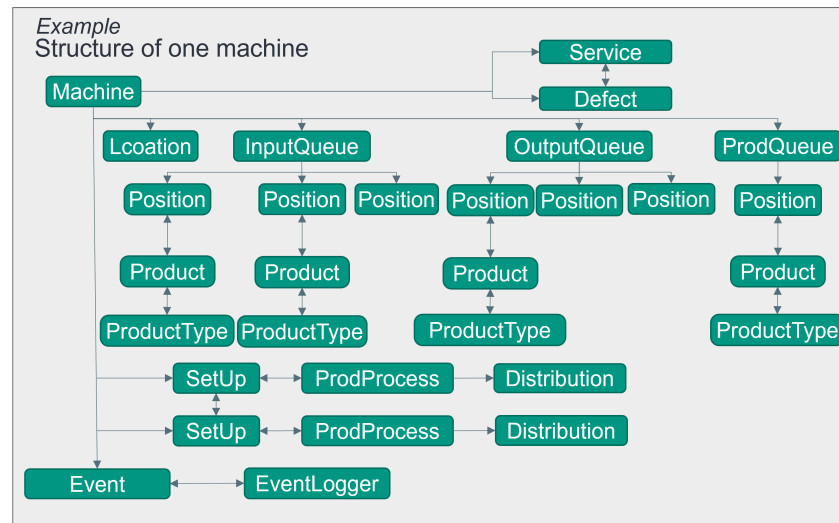 Example
Structure of one machine
Service
Machine
Defect
Lcoation InputQueue OutputQueue ProdQueue
Position Position Position Position Position Position Position
Product Product Product Product
ProductType ProductType ProductType ProductType
SetUp ProdProcess Distribution
SetUp ProdProcess Distribution
Event EventLogger